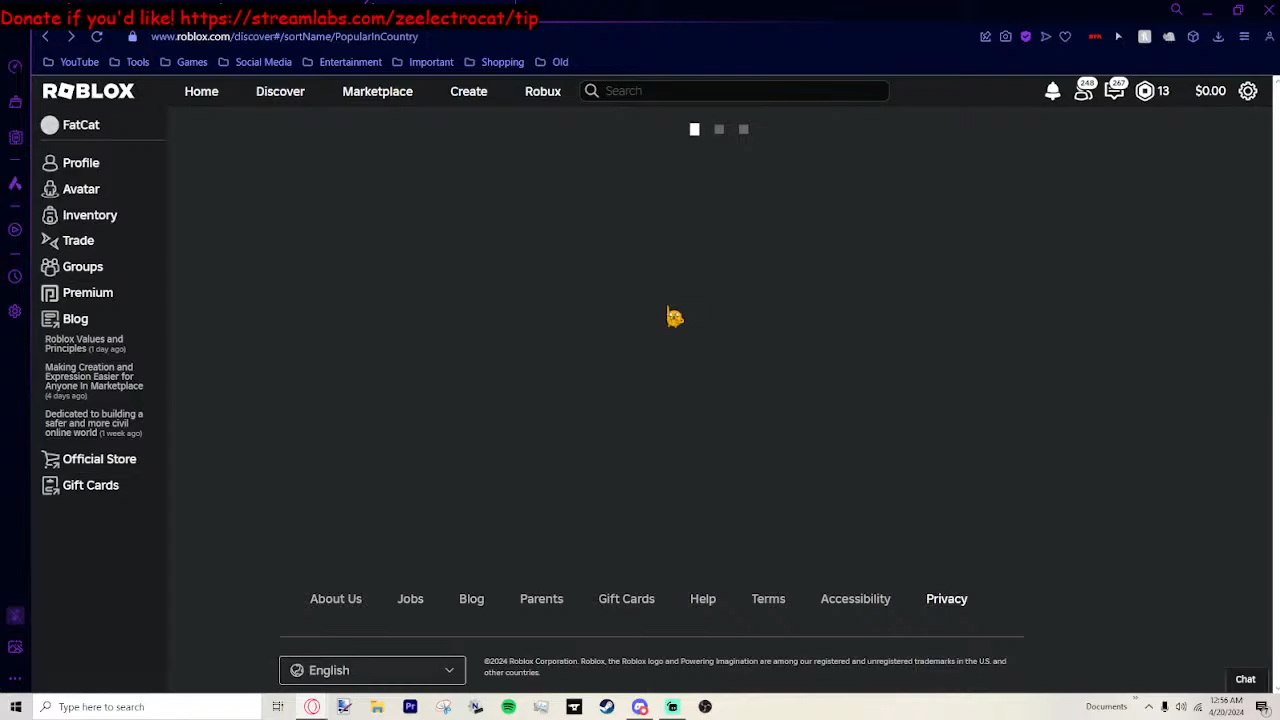 Donate if you'd like! https://streamlabs.com/zeelectrocat/tip
www.roblox.com/discover#/sortName/PopularInCountry
YouTube Tools Games Social Media Entertainment Important Shopping Old
ROBLOX Home Discover Marketplace Create Robux Search 248 267 13 $0.00
FatCat
Profile
Avatar
Inventory
Trade
Groups
Premium
Blog
Roblox Values and
Principles (1 day ago)
Making Creation and
Expression Easier for
Anyone In Marketplace
(4 days ago)
Dedicated to building a
safer and more civil
online world (1 week ago)
Official Store
Gift Cards
About Us Jobs Blog Parents Gift Cards Help Terms Accessibility Privacy
English
©2024 Roblox Corporation. Roblox, the Roblox logo and Powering Imagination are among our registered and unregistered trademarks in the U.S. and
other countries.
Chat
Type here to search
Pr
Documents
12:56 AM
4/20/2024